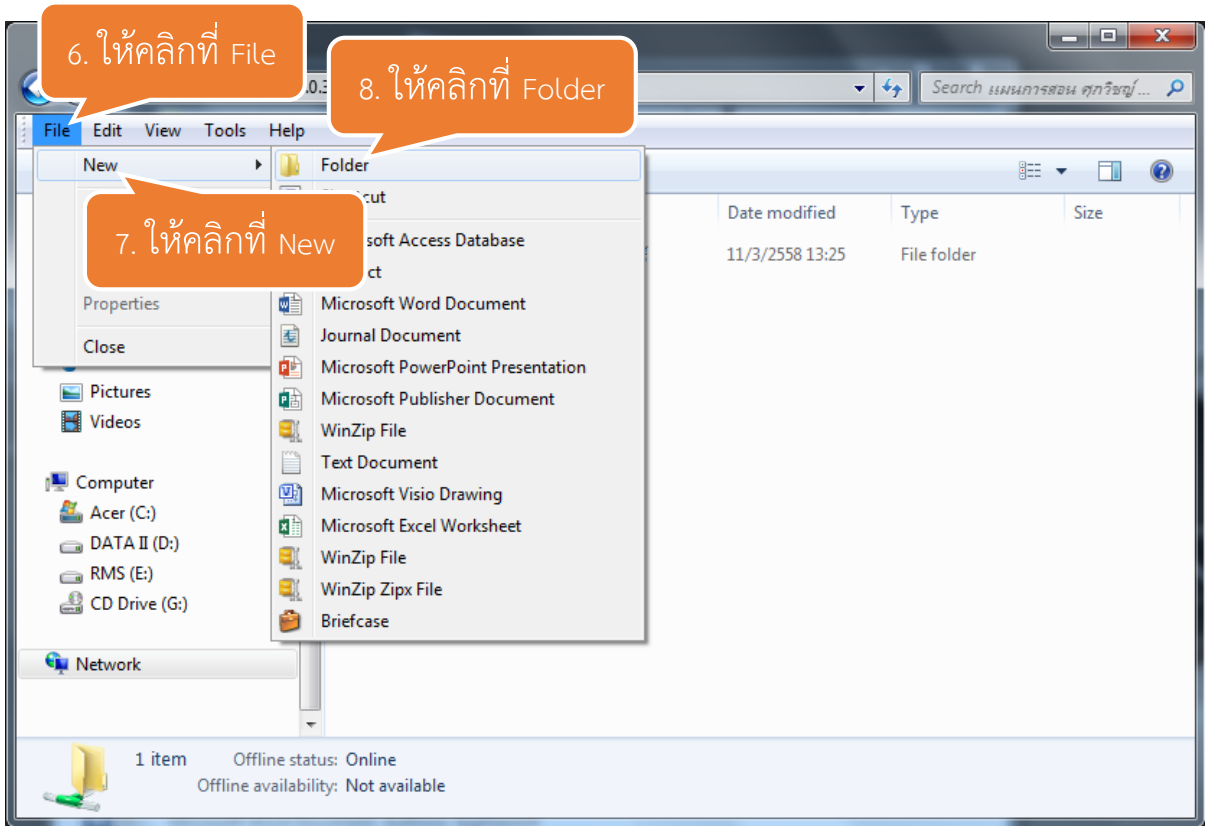 6. ให้คลิกที่ File
8. ให้คลิกที่ Folder
Search แผนการสอน ศุภวิชญ์...
File Edit View Tools Help
New
Folder
7. ให้คลิกที่ New
Date modified Type Size
soft Access Database
11/3/2558 13:25 File folder
Properties
Microsoft Word Document
Journal Document
Close
Microsoft PowerPoint Presentation
Pictures
Microsoft Publisher Document
Videos
WinZip File
Text Document
Computer
Microsoft Visio Drawing
Acer (C:)
Microsoft Excel Worksheet
DATA II (D:)
WinZip File
RMS (E:)
WinZip Zipx File
CD Drive (G:)
Briefcase
Network
1 item Offline status: Online
Offline availability: Not available